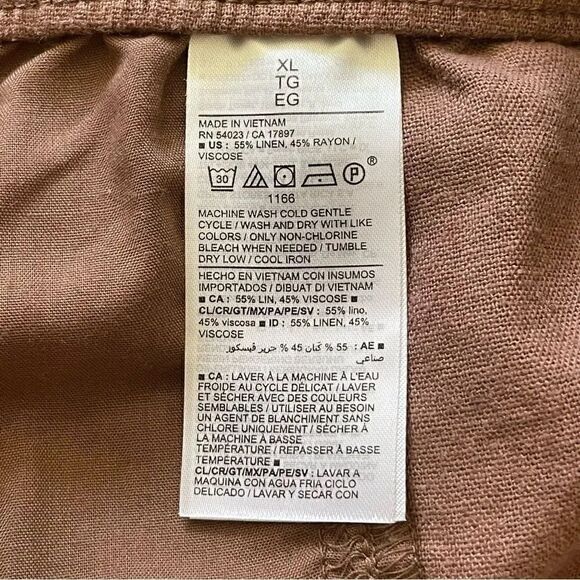 XL
TG
EG
MADE IN VIETNAM
RN 54023 / CA 17897
■ US : 55% LINEN, 45% RAYON /
VISCOSE
30 P ®
1166
MACHINE WASH COLD GENTLE
CYCLE / WASH AND DRY WITH LIKE
COLORS / ONLY NON-CHLORINE
BLEACH WHEN NEEDED / TUMBLE
DRY LOW / COOL IRON
HECHO EN VIETNAM CON INSUMOS
IMPORTADOS / DIBUAT DI VIETNAM
■ CA : 55% LIN, 45% VISCOSE ■
CL/CR/GT/MX/PA/PE/SV : 55% lino,
45% viscosa ■ ID : 55% LINEN, 45%
VISCOSE
■ AE : 55 % كتان 45 % حرير فيسكوز
صناعي
■ CA : LAVER À LA MACHINE À L'EAU
FROIDE AU CYCLE DÉLICAT / LAVER
ET SÉCHER AVEC DES COULEURS
SEMBLABLES / UTILISER AU BESOIN
UN AGENT DE BLANCHIMENT SANS
CHLORE UNIQUEMENT / SÉCHER À
LA MACHINE À BASSE
TEMPÉRATURE / REPASSER À BASSE
TEMPÉRATURE ■
CL/CR/GT/MX/PA/PE/SV : LAVAR A
MAQUINA CON AGUA FRIA CICLO
DELICADO / LAVAR Y SECAR CON